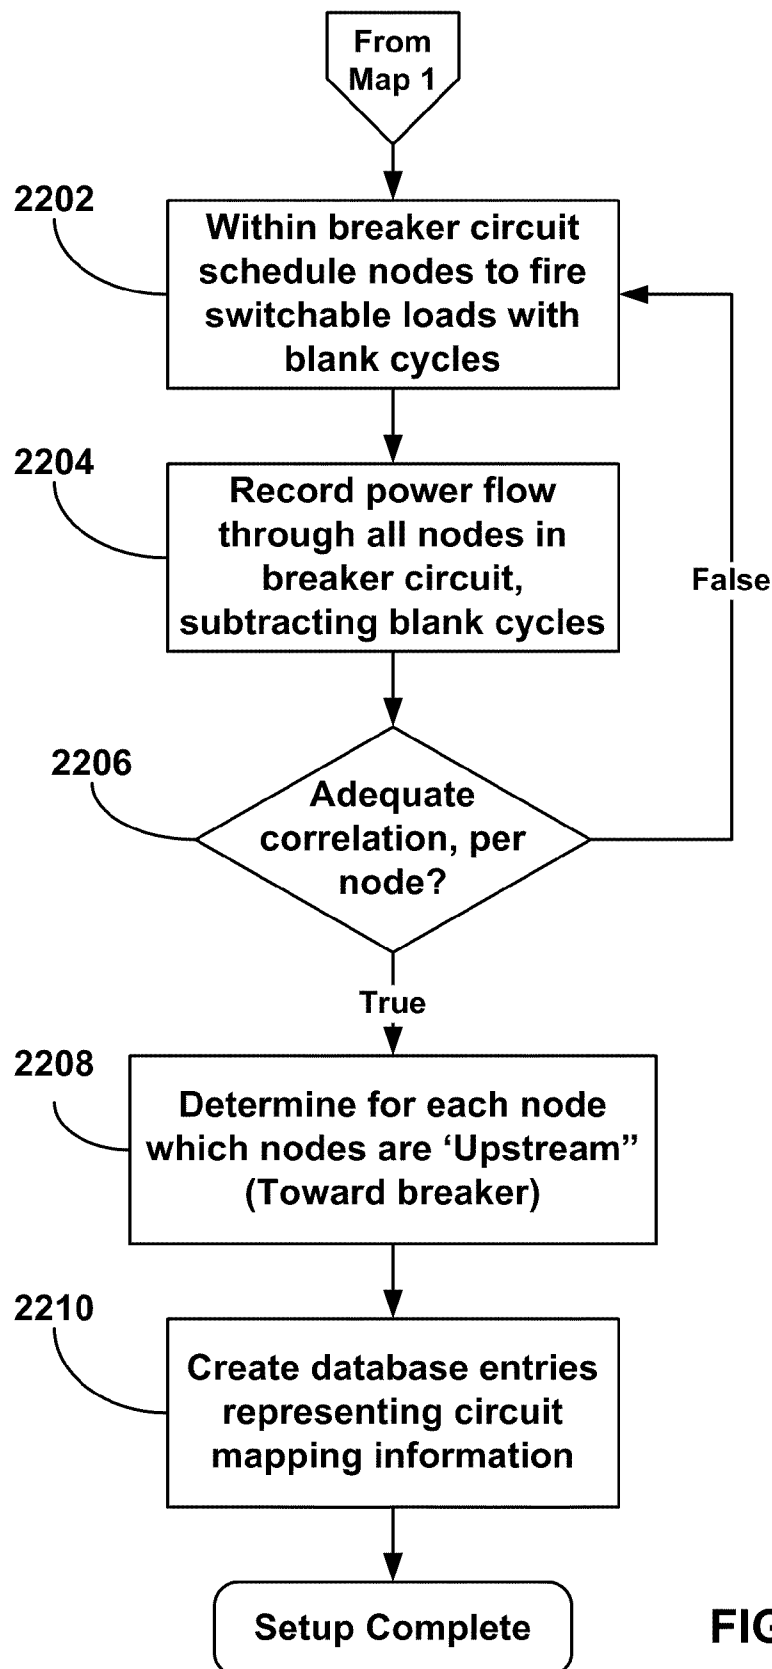 From
Map 1
2202
Within breaker circuit
schedule nodes to fire
switchable loads with
blank cycles
2204
Record power flow
through all nodes in
breaker circuit,
subtracting blank cycles
False
2206
Adequate
correlation, per
node?
True
2208
Determine for each node
which nodes are ‘Upstream”
(Toward breaker)
2210
Create database entries
representing circuit
mapping information
Setup Complete
FIG